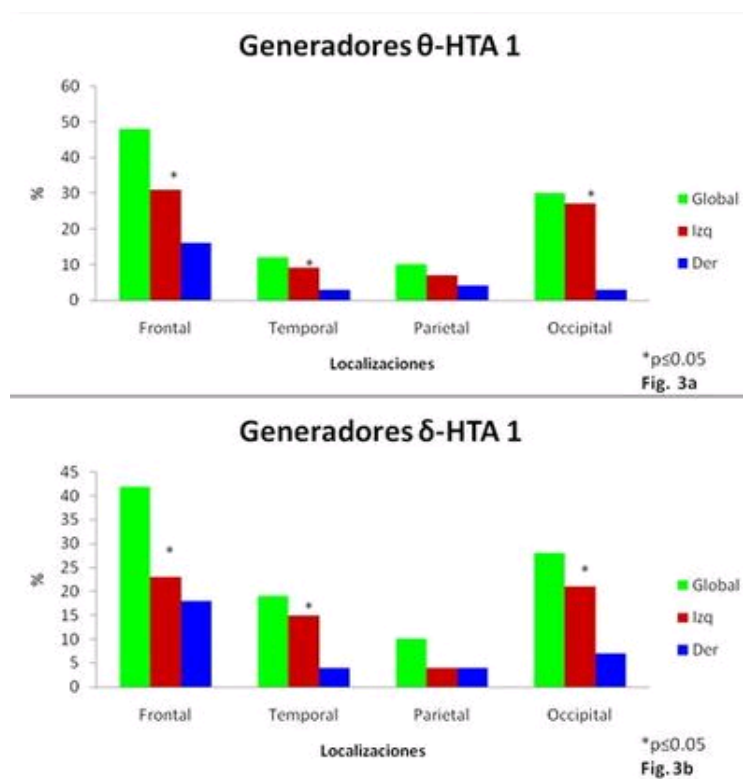 Generadores θ-HTA 1
60
50
40
30
20
10
0
%
*
*
*
Global
Izq
Der
Frontal Temporal Parietal Occipital
Localizaciones
*p≤0.05
Fig. 3a
Generadores δ-HTA 1
45
40
35
30
25
20
15
10
5
0
%
*
*
*
Global
Izq
Der
Frontal Temporal Parietal Occipital
Localizaciones
*p≤0.05
Fig. 3b